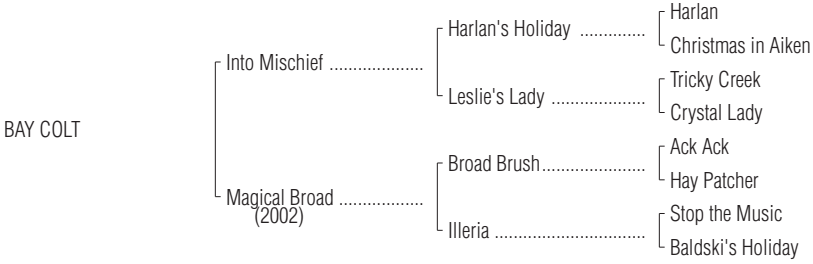 Harlan
Harlan's Holiday ..............
Christmas in Aiken
Into Mischief ....................
Tricky Creek
Leslie's Lady ....................
Crystal Lady
BAY COLT
Ack Ack
Broad Brush......................
Hay Patcher
Magical Broad ..................
(2002)
Stop the Music
Illeria ................................
Baldski's Holiday